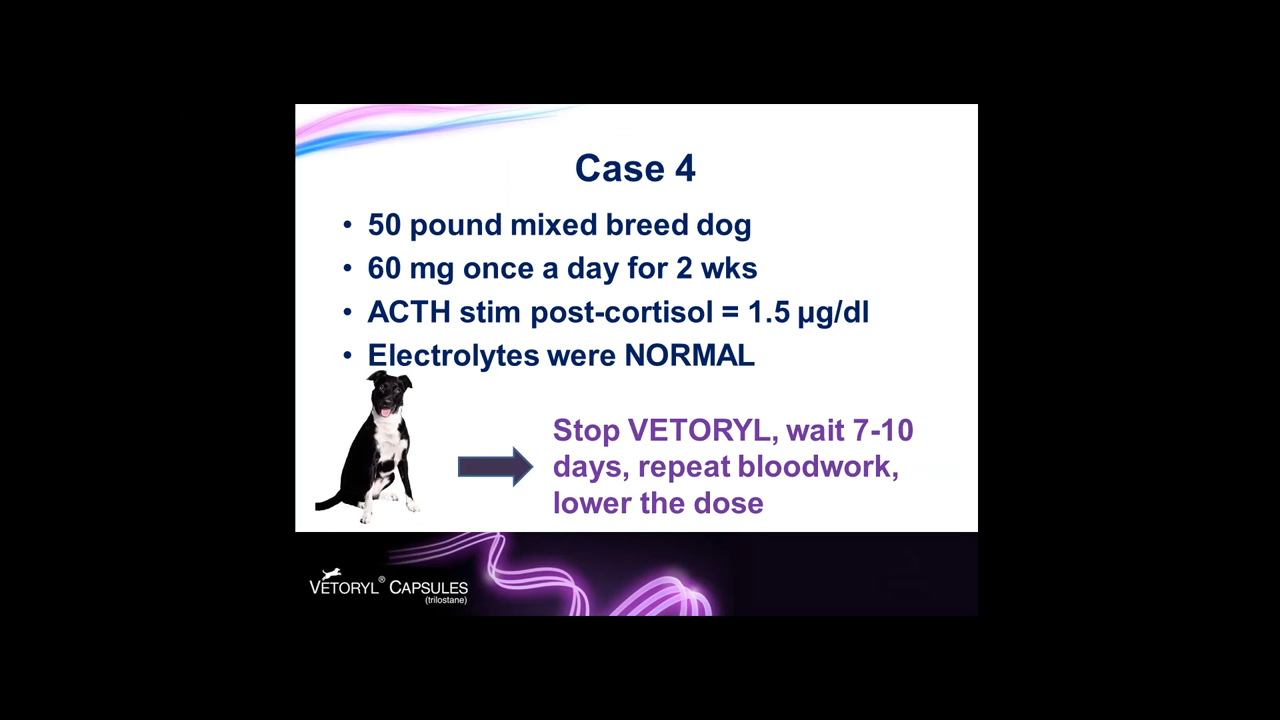 Case 4
• 50 pound mixed breed dog
• 60 mg once a day for 2 wks
• ACTH stim post-cortisol = 1.5 µg/dl
• Electrolytes were NORMAL
Stop VETORYL, wait 7-10
days, repeat bloodwork,
lower the dose
VETORYL® CAPSULES
(trilostane)